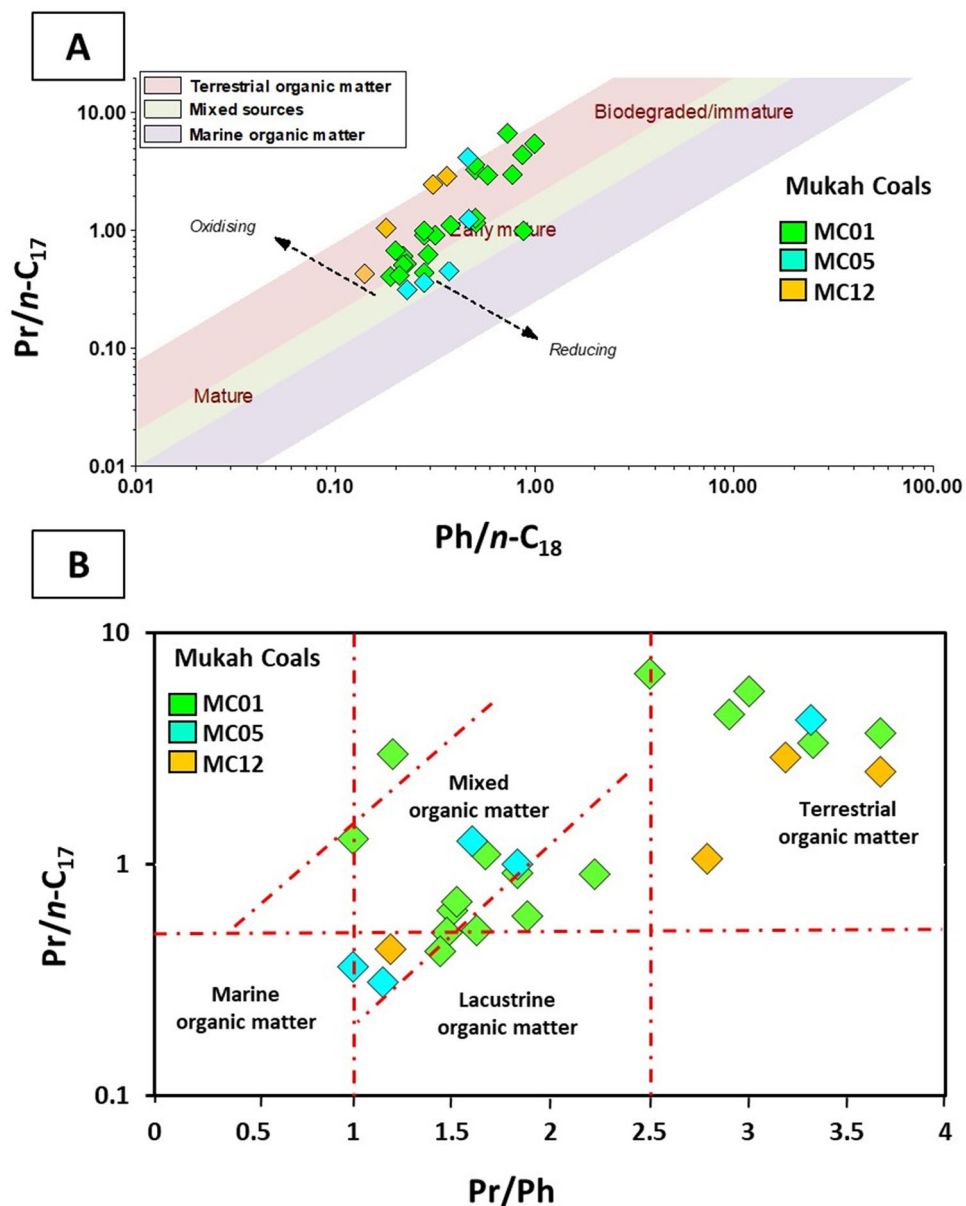 A
Terrestrial organic matter
Mixed sources
Marine organic matter
Biodegraded/immature
Mukah Coals
MC01
MC05
MC12
Oxidising
Early mature
Reducing
Mature
10.00
1.00
0.10
0.01
Pr/n-C17
0.01
0.10
1.00
10.00
100.00
Ph/n-C18
B
Mukah Coals
MC01
MC05
MC12
Mixed
organic matter
Terrestrial
organic matter
Marine
organic matter
Lacustrine
organic matter
10
1
0.1
Pr/n-C17
0
0.5
1
1.5
2
2.5
3
3.5
4
Pr/Ph